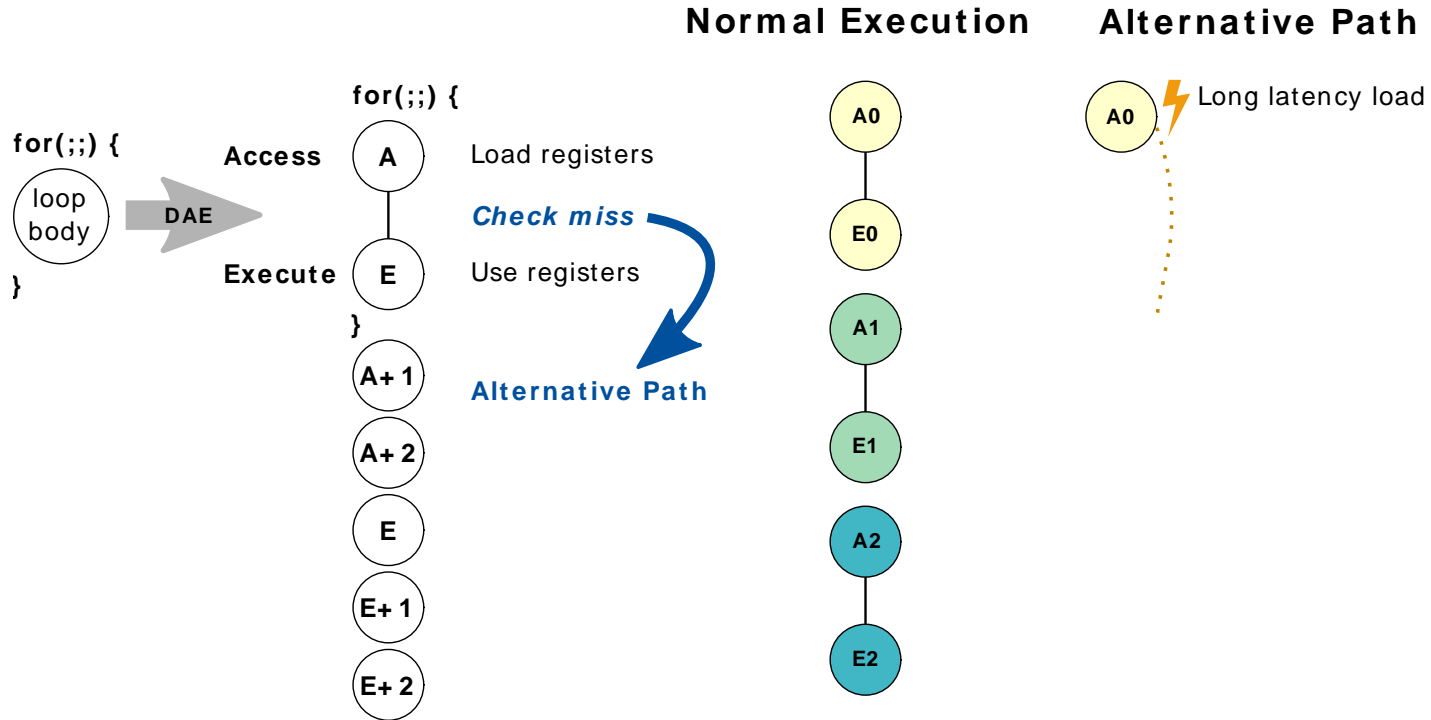 Normal Execution
Alternative Path
for(;;) {
loop
body
}
DAE
for(;;) {
Access
A
Load registers
Check miss
Execute
E
Use registers
}
A+1
Alternative Path
A+2
E
E+1
E+2
A0
E0
A1
E1
A2
E2
A0
Long latency load